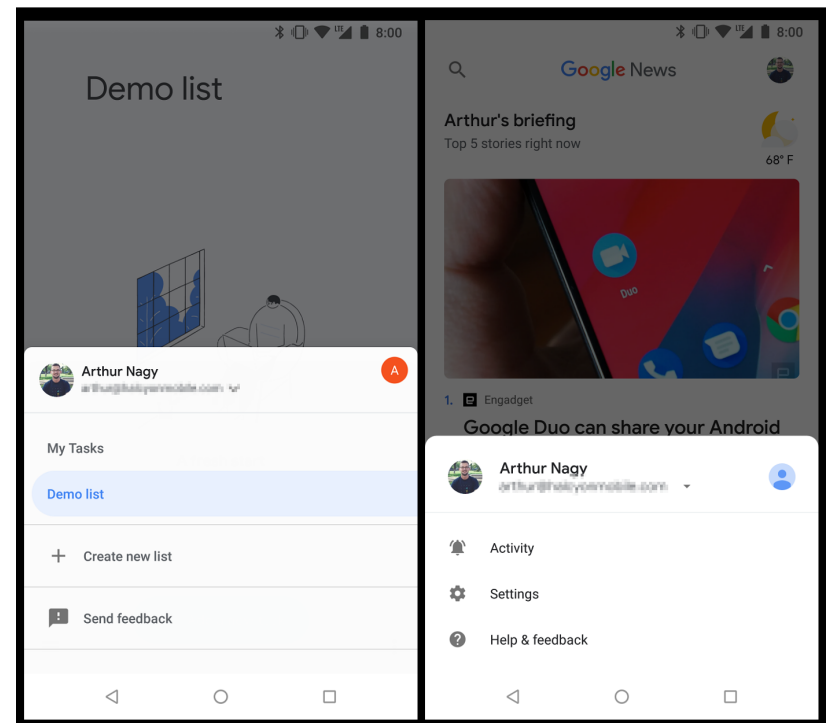 LTE 8:00
Demo list
Arthur Nagy
A
My Tasks
Demo list
Create new list
Send feedback
LTE 8:00
Google News
Arthur's briefing
Top 5 stories right now
68° F
Duo
1. Engadget
Google Duo can share your Android
Arthur Nagy
Activity
Settings
Help & feedback